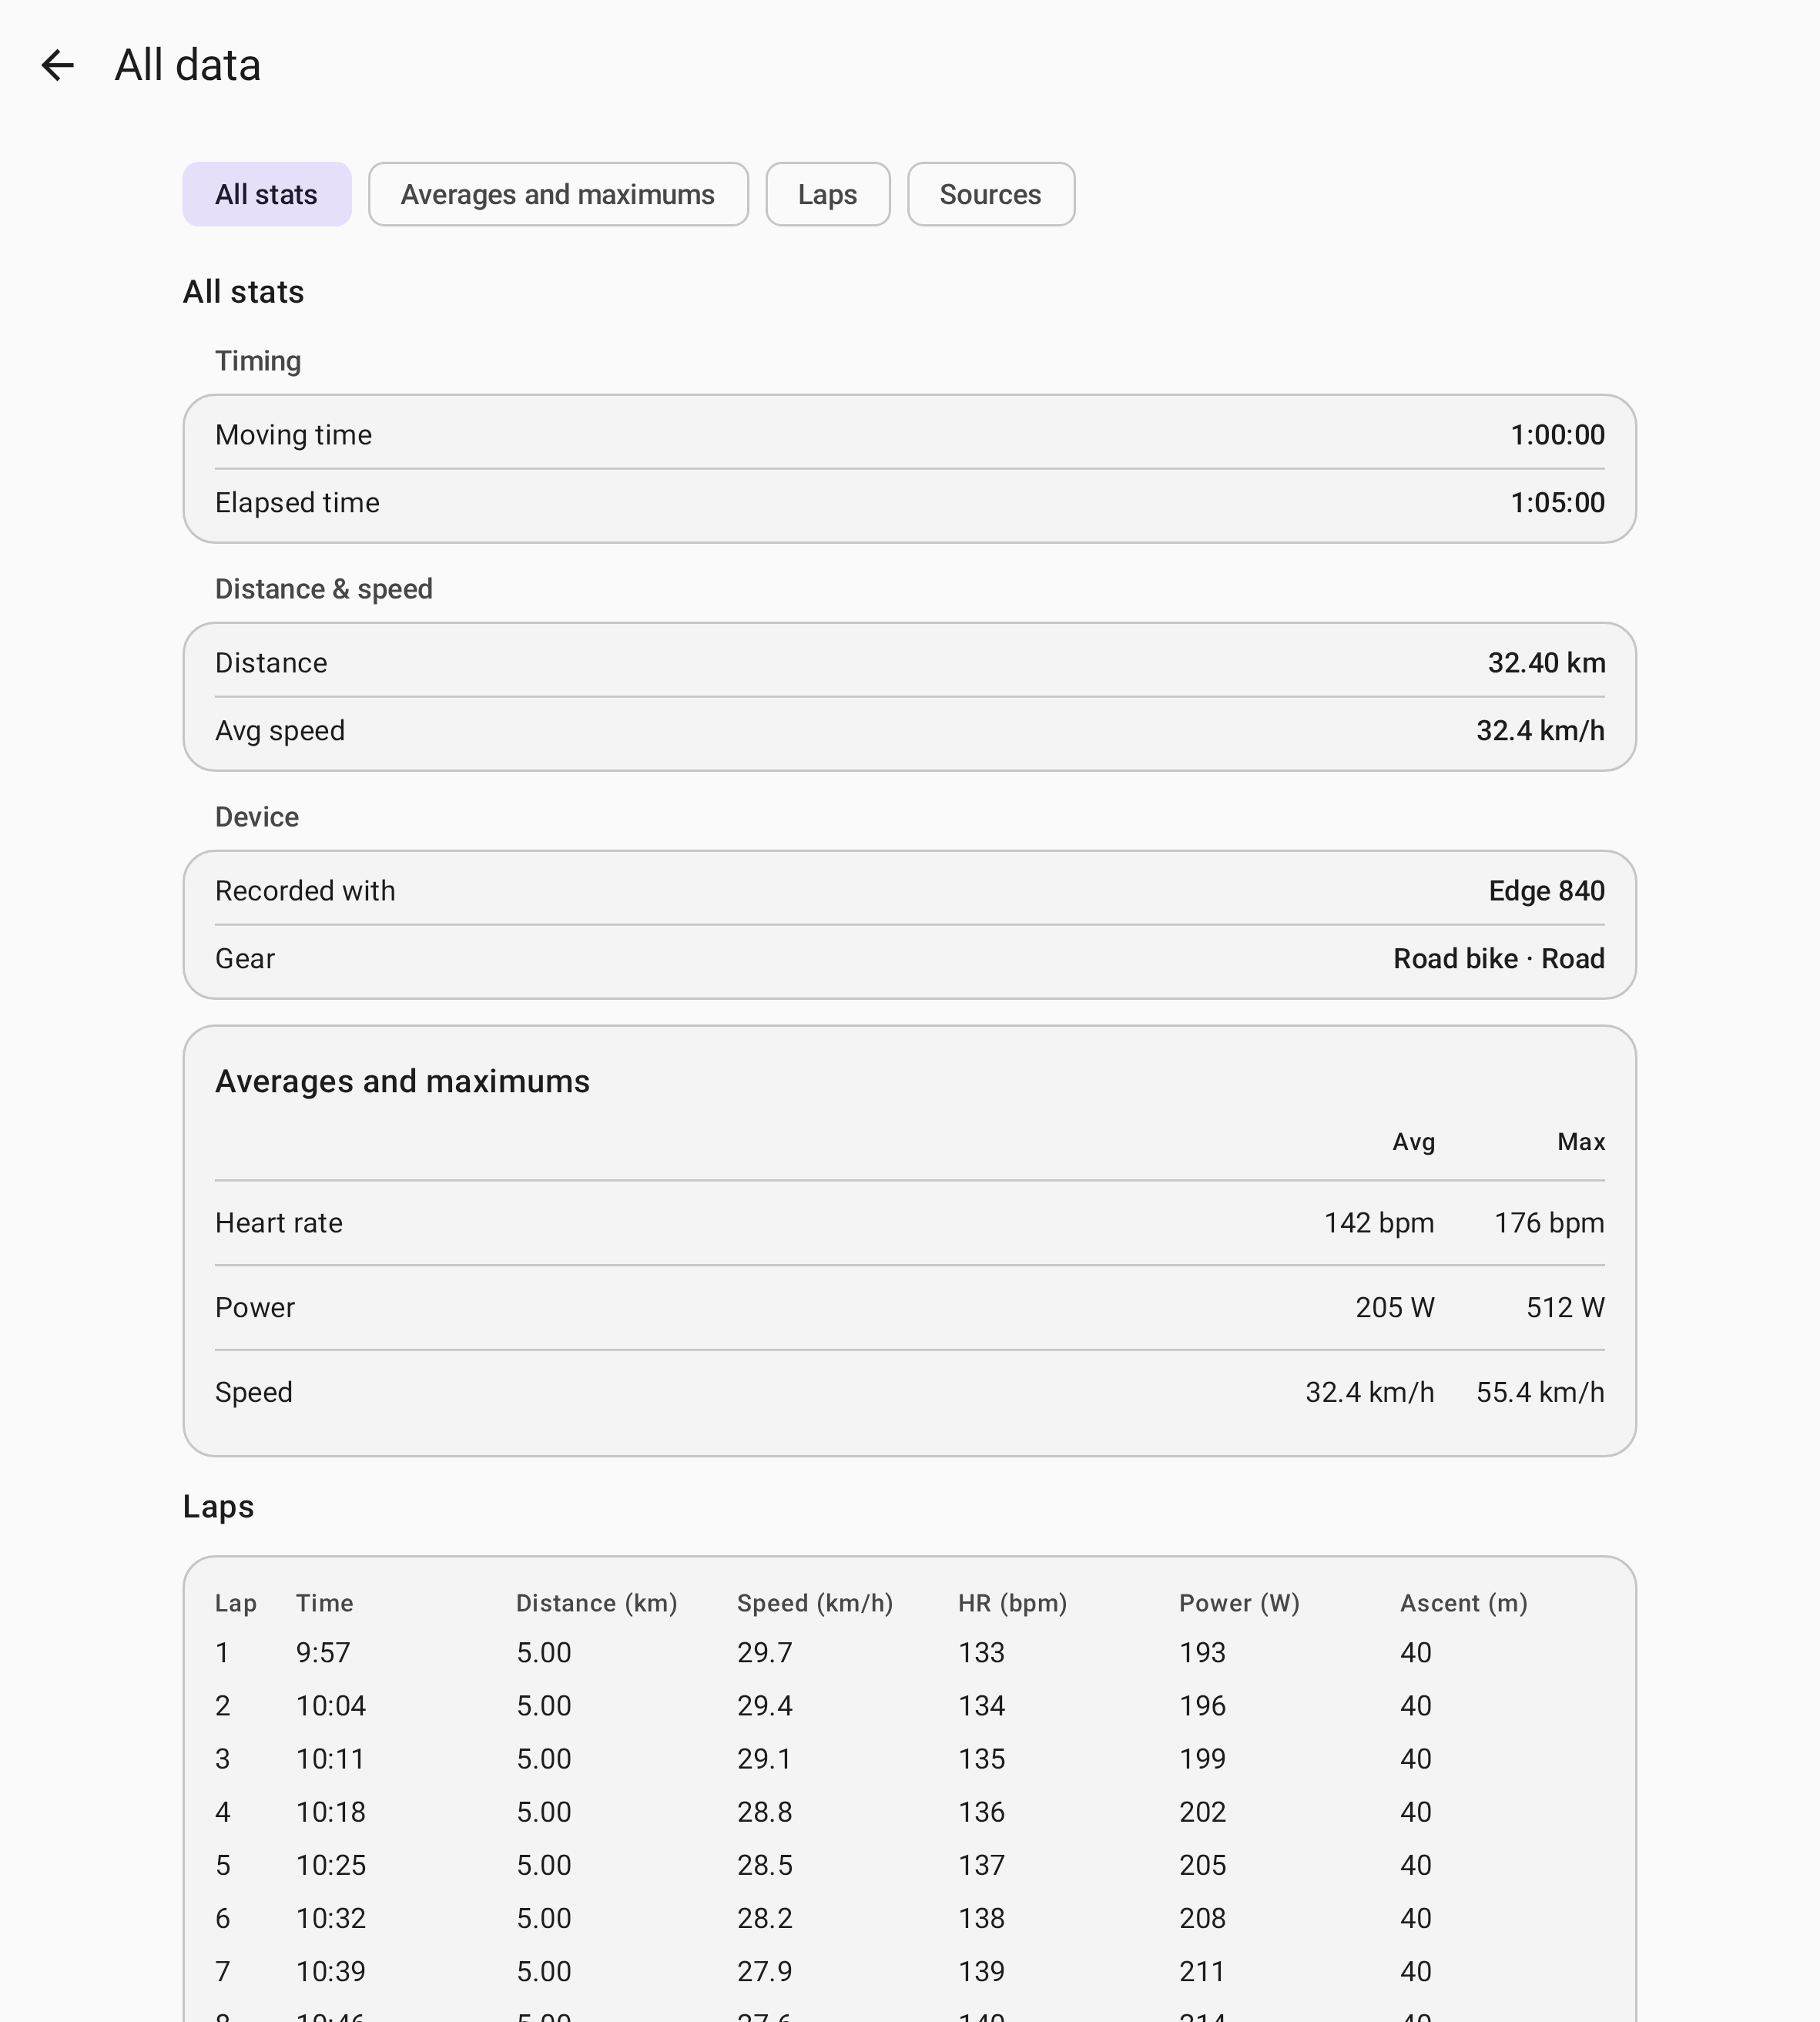 All data
All stats Averages and maximums Laps Sources
All stats
Timing
Moving time 1:00:00
Elapsed time 1:05:00
Distance & speed
Distance 32.40 km
Avg speed 32.4 km/h
Device
Recorded with Edge 840
Gear Road bike · Road
Averages and maximums
Avg Max
Heart rate 142 bpm 176 bpm
Power 205 W 512 W
Speed 32.4 km/h 55.4 km/h
Laps
Lap Time Distance (km) Speed (km/h) HR (bpm) Power (W) Ascent (m)
1 9:57 5.00 29.7 133 193 40
2 10:04 5.00 29.4 134 196 40
3 10:11 5.00 29.1 135 199 40
4 10:18 5.00 28.8 136 202 40
5 10:25 5.00 28.5 137 205 40
6 10:32 5.00 28.2 138 208 40
7 10:39 5.00 27.9 139 211 40